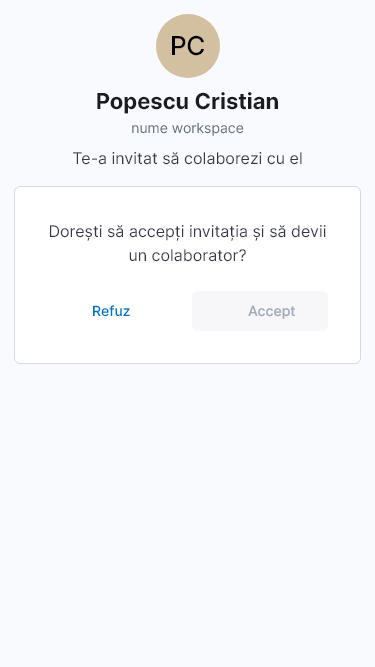 PC
Popescu Cristian
nume workspace
Te-a invitat să colaborezi cu el
Dorești să accepți invitația și să devii
un colaborator?
Refuz
Accept